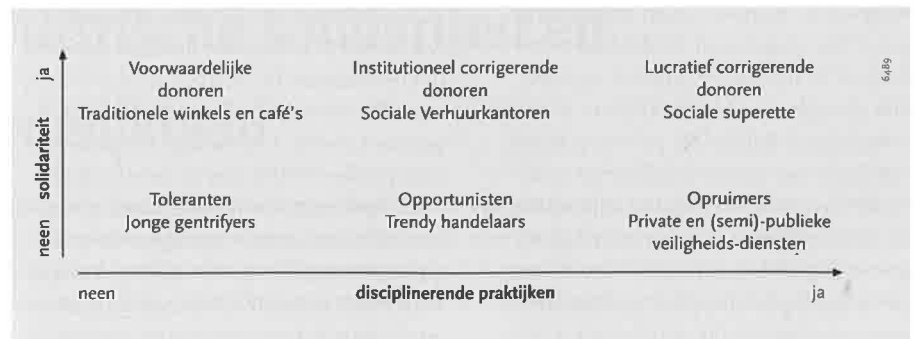 ja
Voorwaardelijke
donoren
Traditionele winkels en café's
Institutioneel corrigerende
donoren
Sociale Verhuurkantoren
Lucratief corrigerende
donoren
Sociale superette
6489
solidariteit
neen
Toleranten
Jonge gentrifyers
Opportunisten
Trendy handelaars
Opruimers
Private en (semi)-publieke
veiligheids-diensten
neen
disciplinerende praktijken
ja